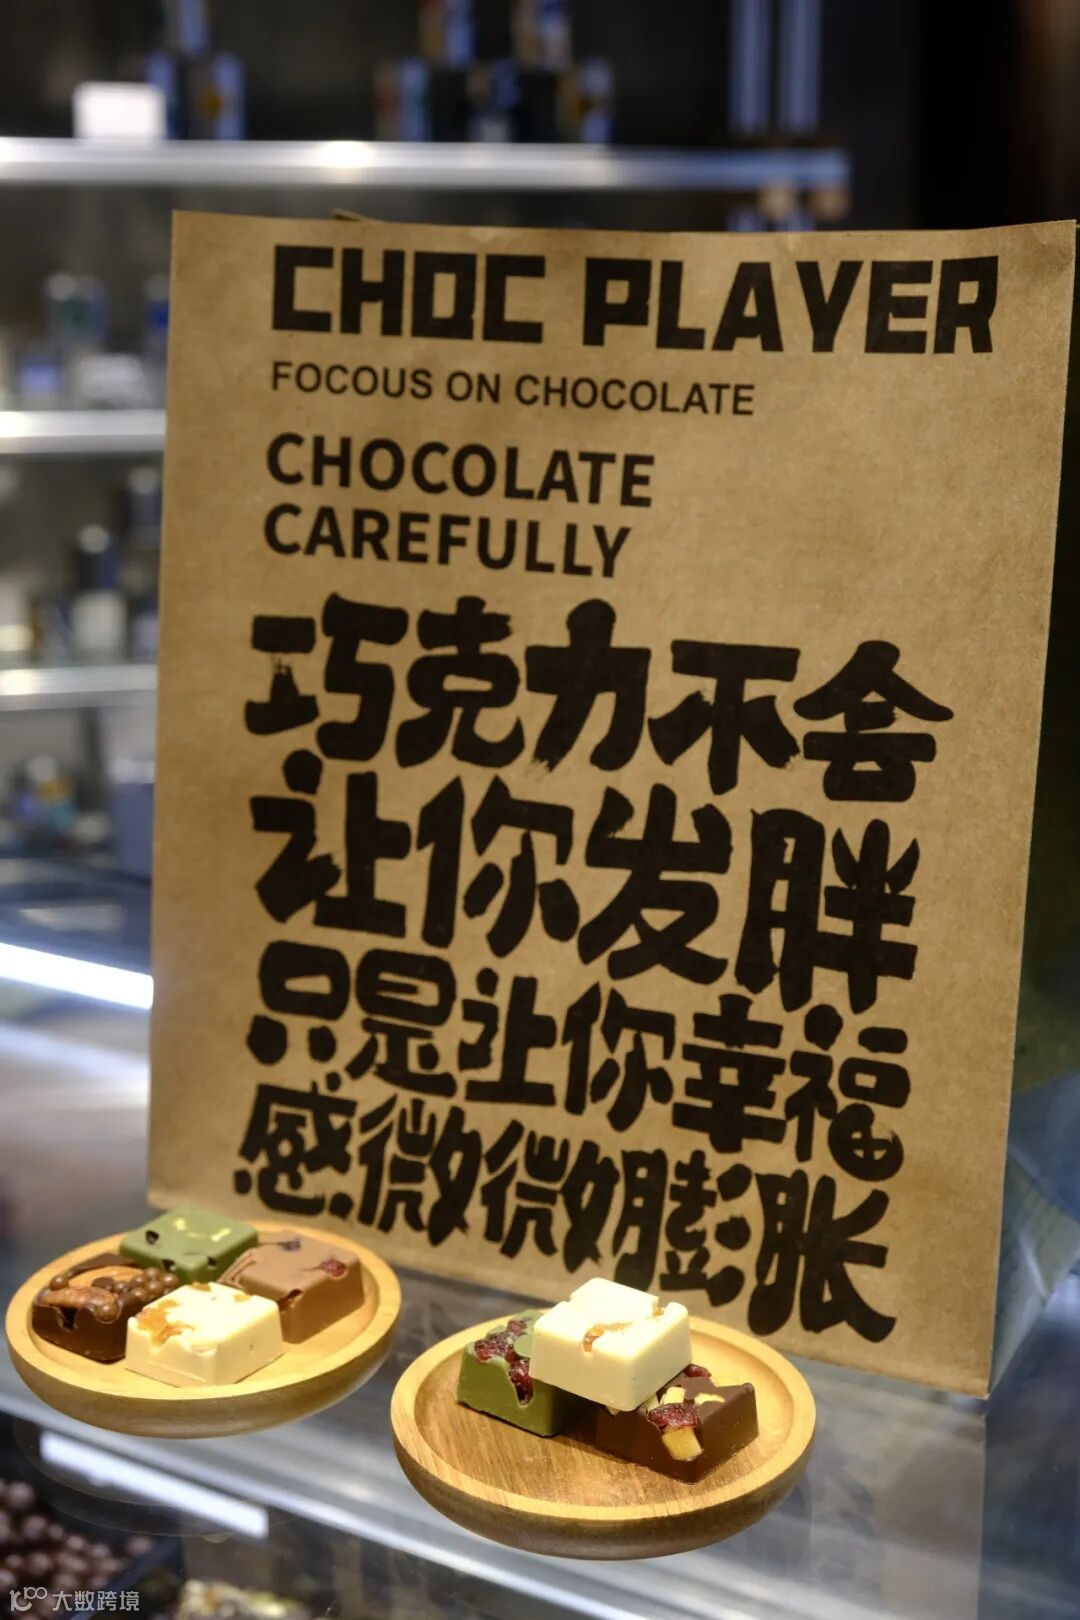 CHOC PLAYER
FOCOUS ON CHOCOLATE
CHOCOLATE
CAREFULLY
巧克力不会
让你发胖
只是让你幸福
感微微膨胀
大数跨境